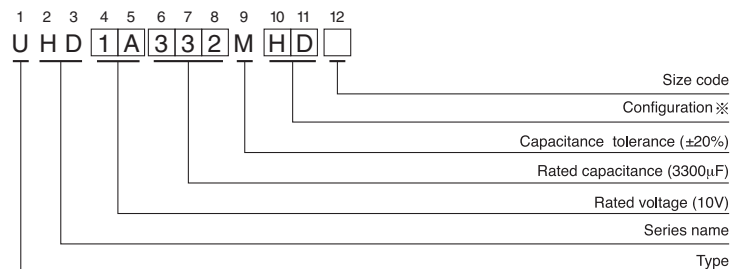 1 2 3 4 5 6 7 8 9 10 11 12
U H D 1 A 3 3 2 M H D
Size code
Configuration※
Capacitance tolerance (±20%)
Rated capacitance (3300µF)
Rated voltage (10V)
Series name
Type